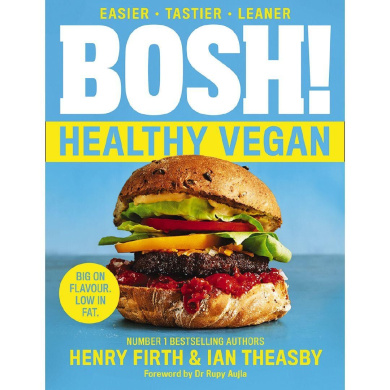 EASIER · TASTIER · LEANER
BOSH!
HEALTHY VEGAN
BIG ON
FLAVOUR.
LOW IN
FAT.
NUMBER 1 BESTSELLING AUTHORS
HENRY FIRTH & IAN THEASBY
Foreword by Dr Rupy Aujla